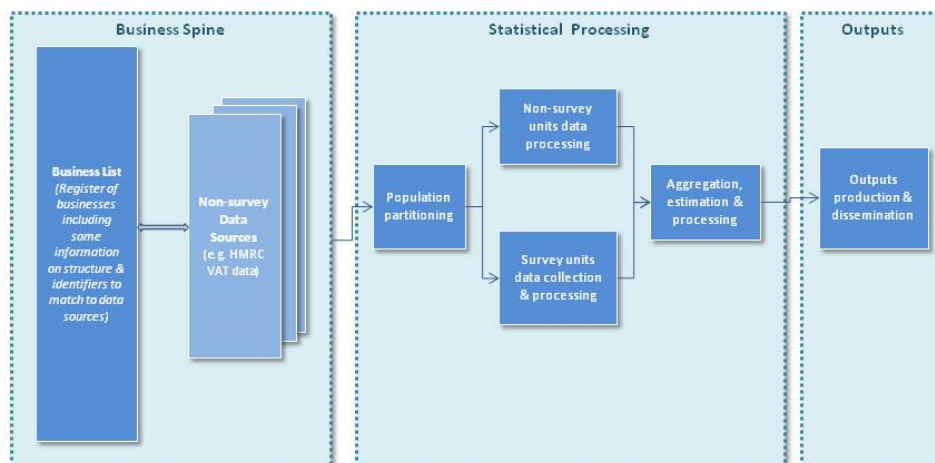 Business Spine
Business List
(Register of
businesses
including
some
information
on structure &
identifiers to
match to data
sources)
Non-survey
Data
Sources
(e.g. HMRC
VAT data)
Statistical Processing
Population
partitioning
Non-survey
units data
processing
Survey units
data collection
& processing
Aggregation,
estimation &
processing
Outputs
Outputs
production &
dissemination